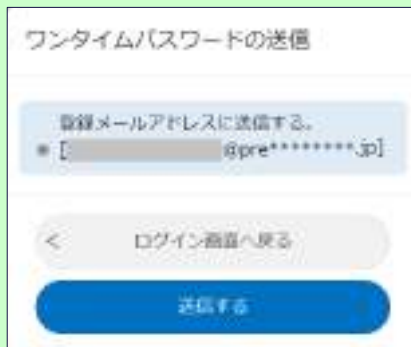 ワンタイムパスワードの送信
登録メールアドレスに送信する。
[ @pre********.jp]
< ログイン画面へ戻る
送信する